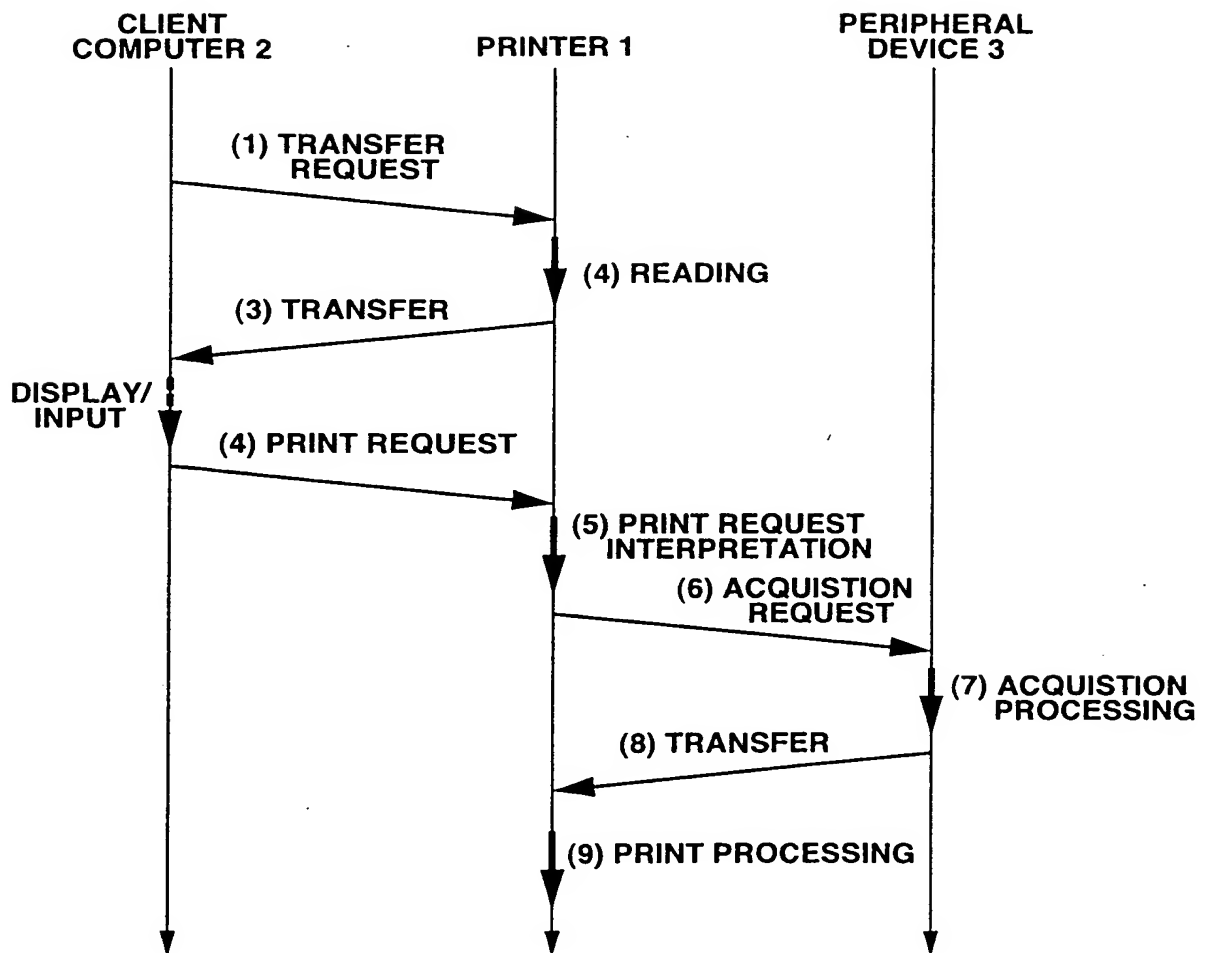 CLIENT
COMPUTER 2
PRINTER 1
PERIPHERAL
DEVICE 3
(1) TRANSFER
REQUEST
(4) READING
(3) TRANSFER
DISPLAY/
INPUT
(4) PRINT REQUEST
(5) PRINT REQUEST
INTERPRETATION
(6) ACQUISTION
REQUEST
(7) ACQUISTION
PROCESSING
(8) TRANSFER
(9) PRINT PROCESSING